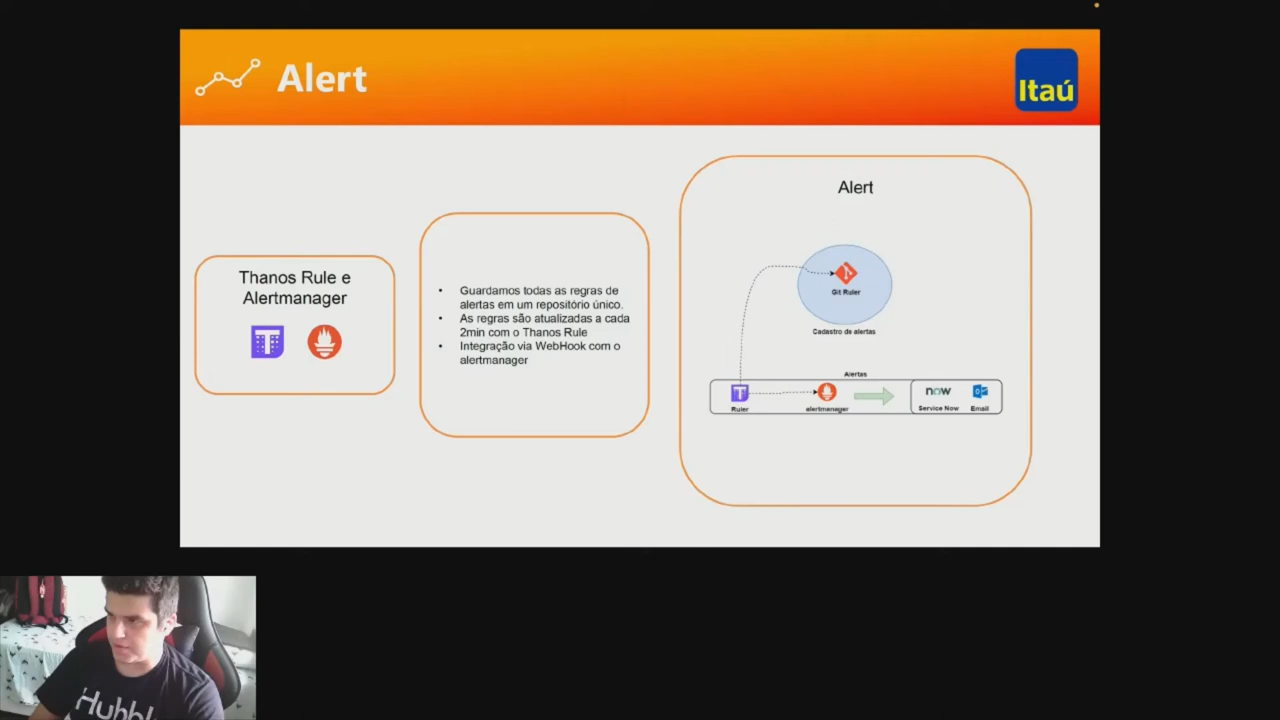 Alert
Itaú
Thanos Rule e
Alertmanager
• Guardamos todas as regras de
alertas em um repositório único.
• As regras são atualizadas a cada
2min com o Thanos Rule
• Integração via WebHook com o
alertmanager
Alert
Git Ruler
Cadastro de alertas
Alertas
Ruler
alertmanager
now
Service Now
Email
Hubbl